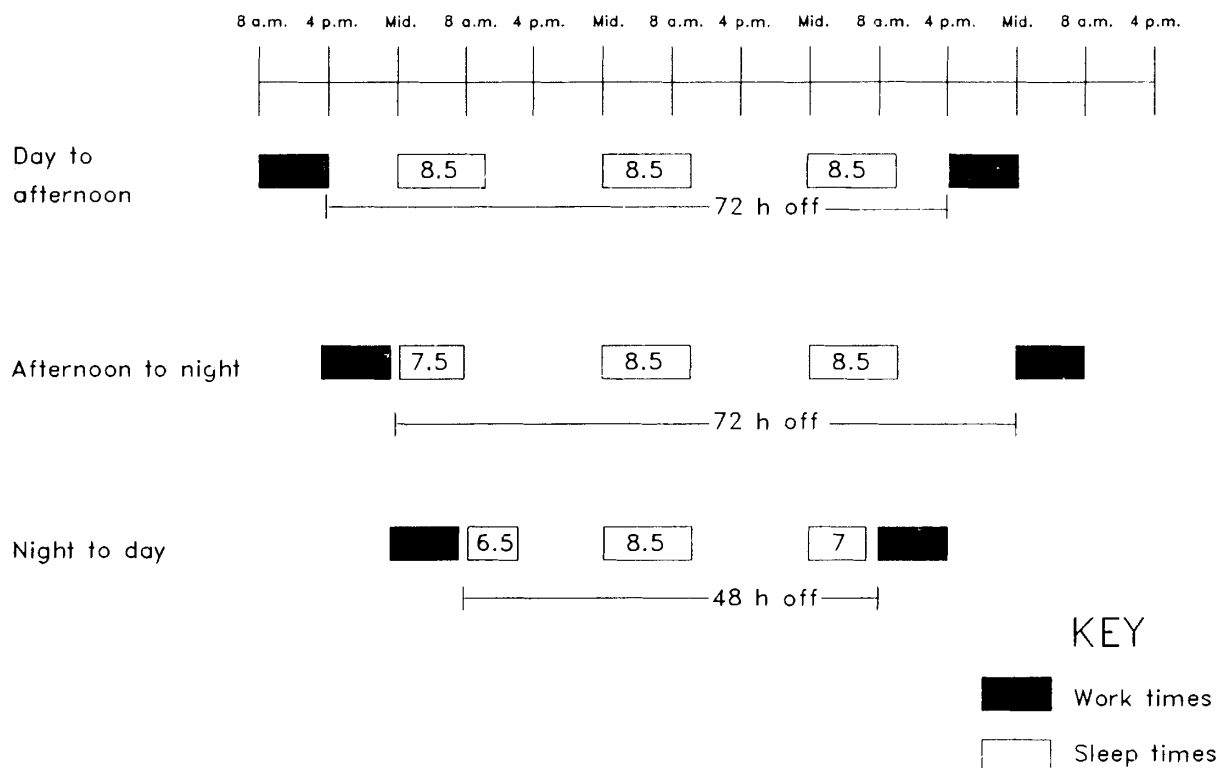 8 a.m. 4 p.m. Mid. 8 a.m. 4 p.m. Mid. 8 a.m. 4 p.m. Mid. 8 a.m. 4 p.m. Mid. 8 a.m. 4 p.m.
Day to
afternoon
8.5 8.5 8.5
72 h off
Afternoon to night 7.5 8.5 8.5
72 h off
Night to day 6.5 8.5 7
48 h off
KEY
Work times
Sleep times